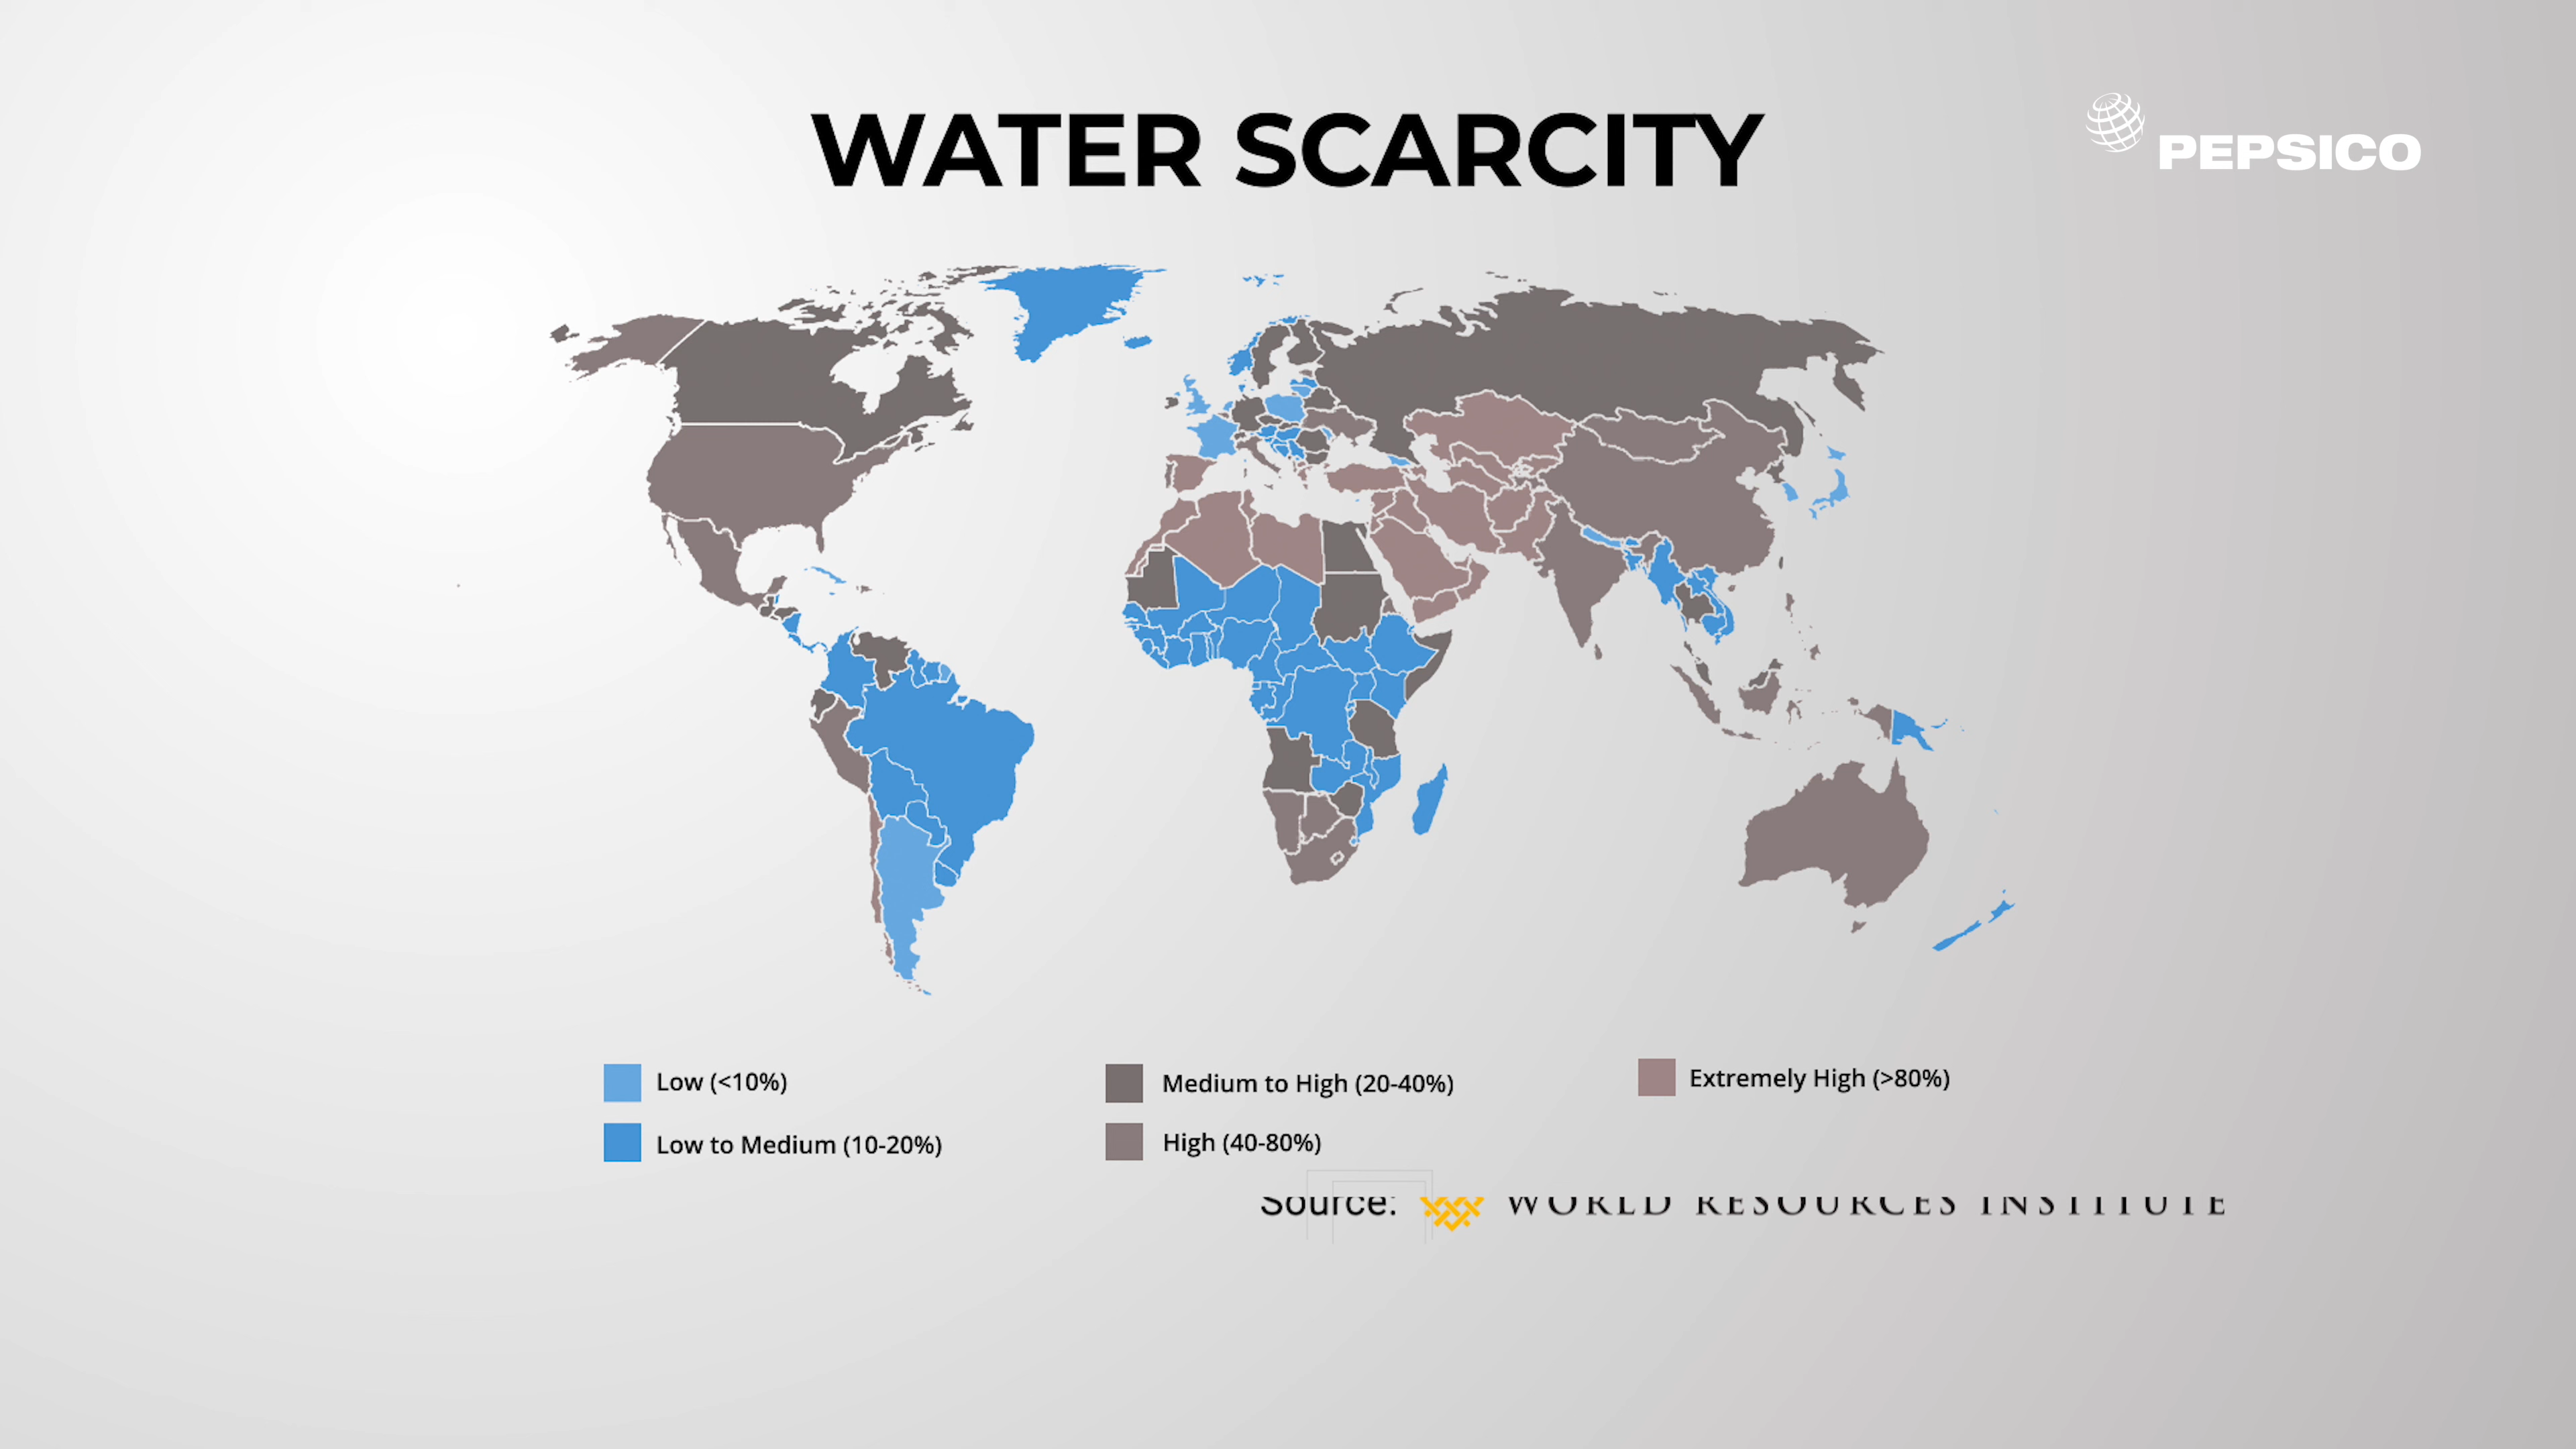 WATER SCARCITY
PEPSICO
Low (<10%)
Low to Medium (10-20%)
Medium to High (20-40%)
High (40-80%)
Extremely High (>80%)
Source: WORLD RESOURCES INSTITUTE